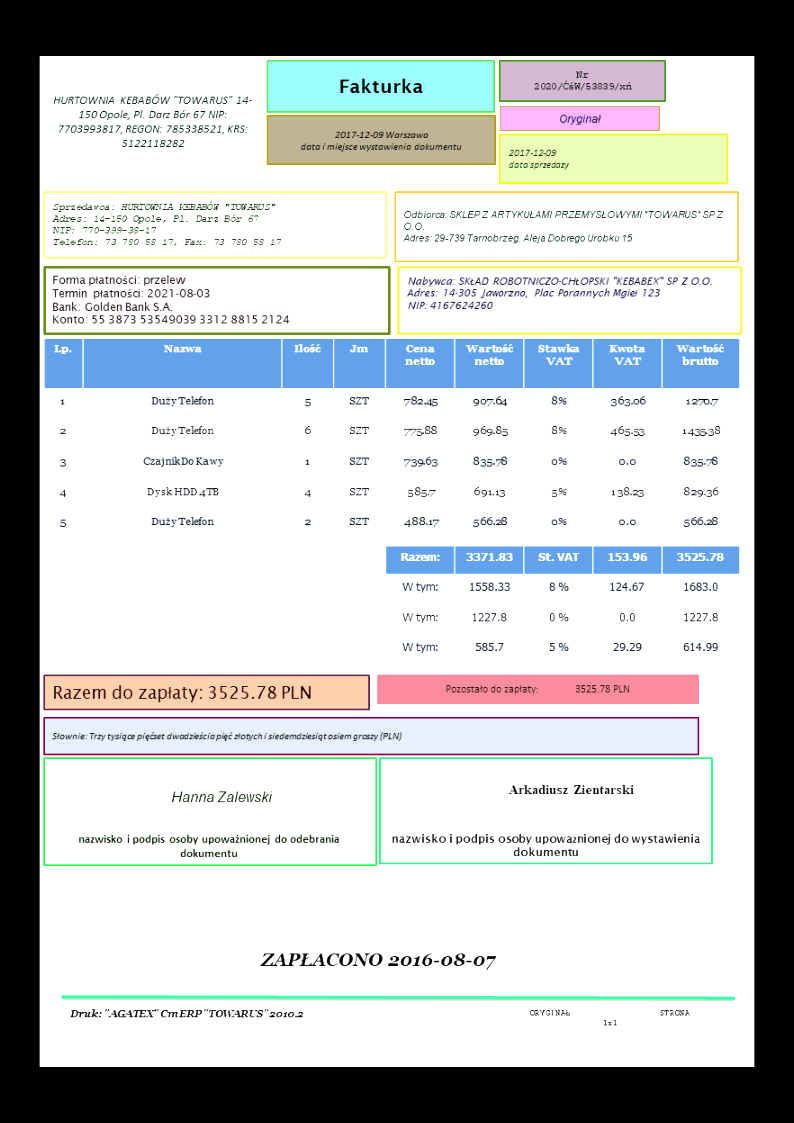 HURTOWNIA KEBABÓW "TOWARUS" 14-
150 Opole, Pl. Darz Bór 67 NIP:
7703993817, REGON: 785338521, KRS:
5122118282
Fakturka
2017-12-09 Warszawa
data i miejsce wystawienia dokumentu
Nr
2020/ĆśW/53839/xń
Oryginał
2017-12-09
data sprzedaży
Sprzedawca: HURTOWNIA KEBABÓW "TOWARUS"
Adres: 14-150 Opole, Pl. Darz Bór 67
NIP: 770-399-38-17
Telefon: 73 780 58 17, Fax: 73 780 58 17
Odbiorca: SKLEP Z ARTYKUŁAMI PRZEMYSŁOWYMI "TOWARUS" SP Z
O.O.
Adres: 29-739 Tarnobrzeg, Aleja Dobrego Urobku 15
Forma płatności: przelew
Termin płatności: 2021-08-03
Bank: Golden Bank S.A.
Konto: 55 3873 53549039 3312 8815 2124
Nabywca: SKŁAD ROBOTNICZO-CHŁOPSKI "KEBABEX" SP Z O.O.
Adres: 14-305 Jaworzno, Plac Porannych Mgieł 123
NIP: 4167624260
Lp. Nazwa Ilość Jm Cena netto Wartość netto Stawka VAT Kwota VAT Wartość brutto
1 Duży Telefon 5 SZT 782.45 907.64 8% 363.06 1270.7
2 Duży Telefon 6 SZT 775.88 969.85 8% 465.53 1435.38
3 Czajnik Do Kawy 1 SZT 739.63 835.78 0% 0.0 835.78
4 Dysk HDD 4TB 4 SZT 585.7 691.13 5% 138.23 829.36
5 Duży Telefon 2 SZT 488.17 566.28 0% 0.0 566.28
Razem: 3371.83 St. VAT 153.96 3525.78
W tym: 1558.33 8 % 124.67 1683.0
W tym: 1227.8 0 % 0.0 1227.8
W tym: 585.7 5 % 29.29 614.99
Razem do zapłaty: 3525.78 PLN
Pozostało do zapłaty: 3525.78 PLN
Słownie: Trzy tysiące pięćset dwadzieścia pięć złotych i siedemdziesiąt osiem groszy (PLN)
Hanna Zalewski
nazwisko i podpis osoby upoważnionej do odebrania
dokumentu
Arkadiusz Zientarski
nazwisko i podpis osoby upoważnionej do wystawienia
dokumentu
ZAPŁACONO 2016-08-07
Druk: "AGATEX" Cm ERP "TOWARUS" 2010.2
ORYGINAŁ STRONA
1 z 1